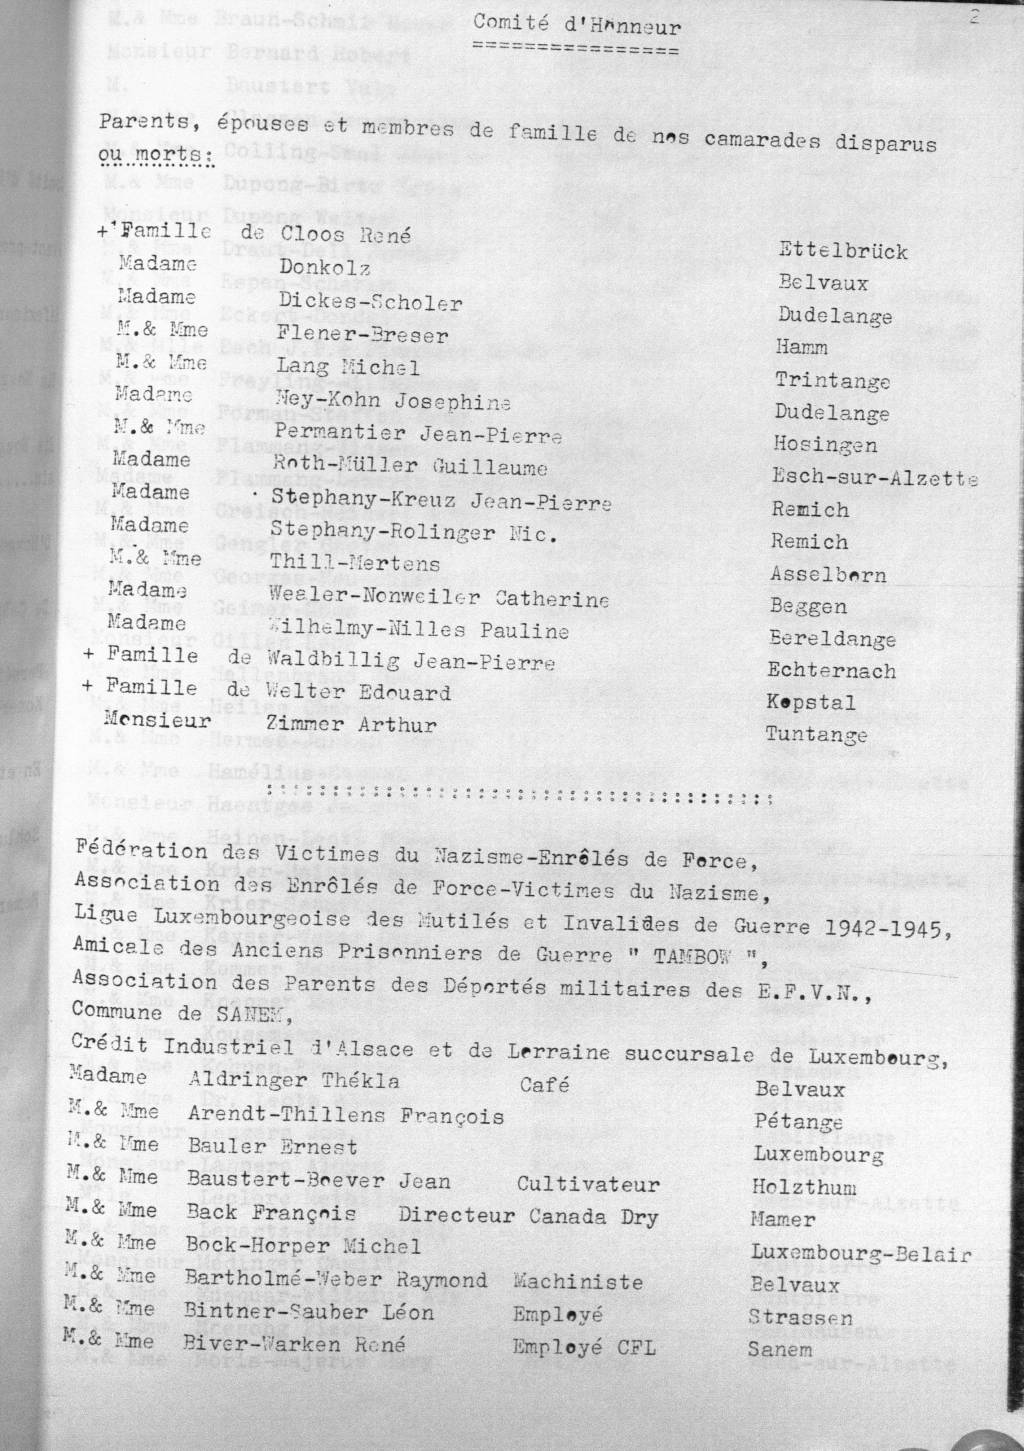 2
Comité d'Honneur
================
Parents, épouses et membres de famille de nos camarades disparus
ou morts:
+ Famille de Cloos René Ettelbrück
Madame Donkolz Belvaux
Madame Dickes-Scholer Dudelange
M.& Mme Flener-Breser Hamm
M.& Mme Lang Michel Trintange
Madame Ney-Kohn Josephine Dudelange
M.& Mme Permantier Jean-Pierre Hosingen
Madame Roth-Müller Guillaume Esch-sur-Alzette
Madame Stephany-Kreuz Jean-Pierre Remich
Madame Stephany-Rolinger Nic. Remich
M.& Mme Thill-Mertens Asselborn
Madame Wealer-Nonweiler Catherine Beggen
Madame Wilhelmy-Nilles Pauline Bereldange
+ Famille de Waldbillig Jean-Pierre Echternach
+ Famille de Welter Edouard Kopstal
Monsieur Zimmer Arthur Tuntange
:::::::::::::::::::::::::::::::::::::::
Fédération des Victimes du Nazisme-Enrôlés de Force,
Association des Enrôlés de Force-Victimes du Nazisme,
Ligue Luxembourgeoise des Mutilés et Invalides de Guerre 1942-1945,
Amicale des Anciens Prisonniers de Guerre " TAMBOW ",
Association des Parents des Déportés militaires des E.F.V.N.,
Commune de SANEM,
Crédit Industriel d'Alsace et de Lorraine succursale de Luxembourg,
Madame Aldringer Thékla Café Belvaux
M.& Mme Arendt-Thillens François Pétange
M.& Mme Bauler Ernest Luxembourg
M.& Mme Baustert-Boever Jean Cultivateur Holzthum
M.& Mme Back François Directeur Canada Dry Mamer
M.& Mme Bock-Horper Michel Luxembourg-Belair
M.& Mme Bartholmé-Weber Raymond Machiniste Belvaux
M.& Mme Bintner-Sauber Léon Employé Strassen
M.& Mme Biver-Warken René Employé CFL Sanem